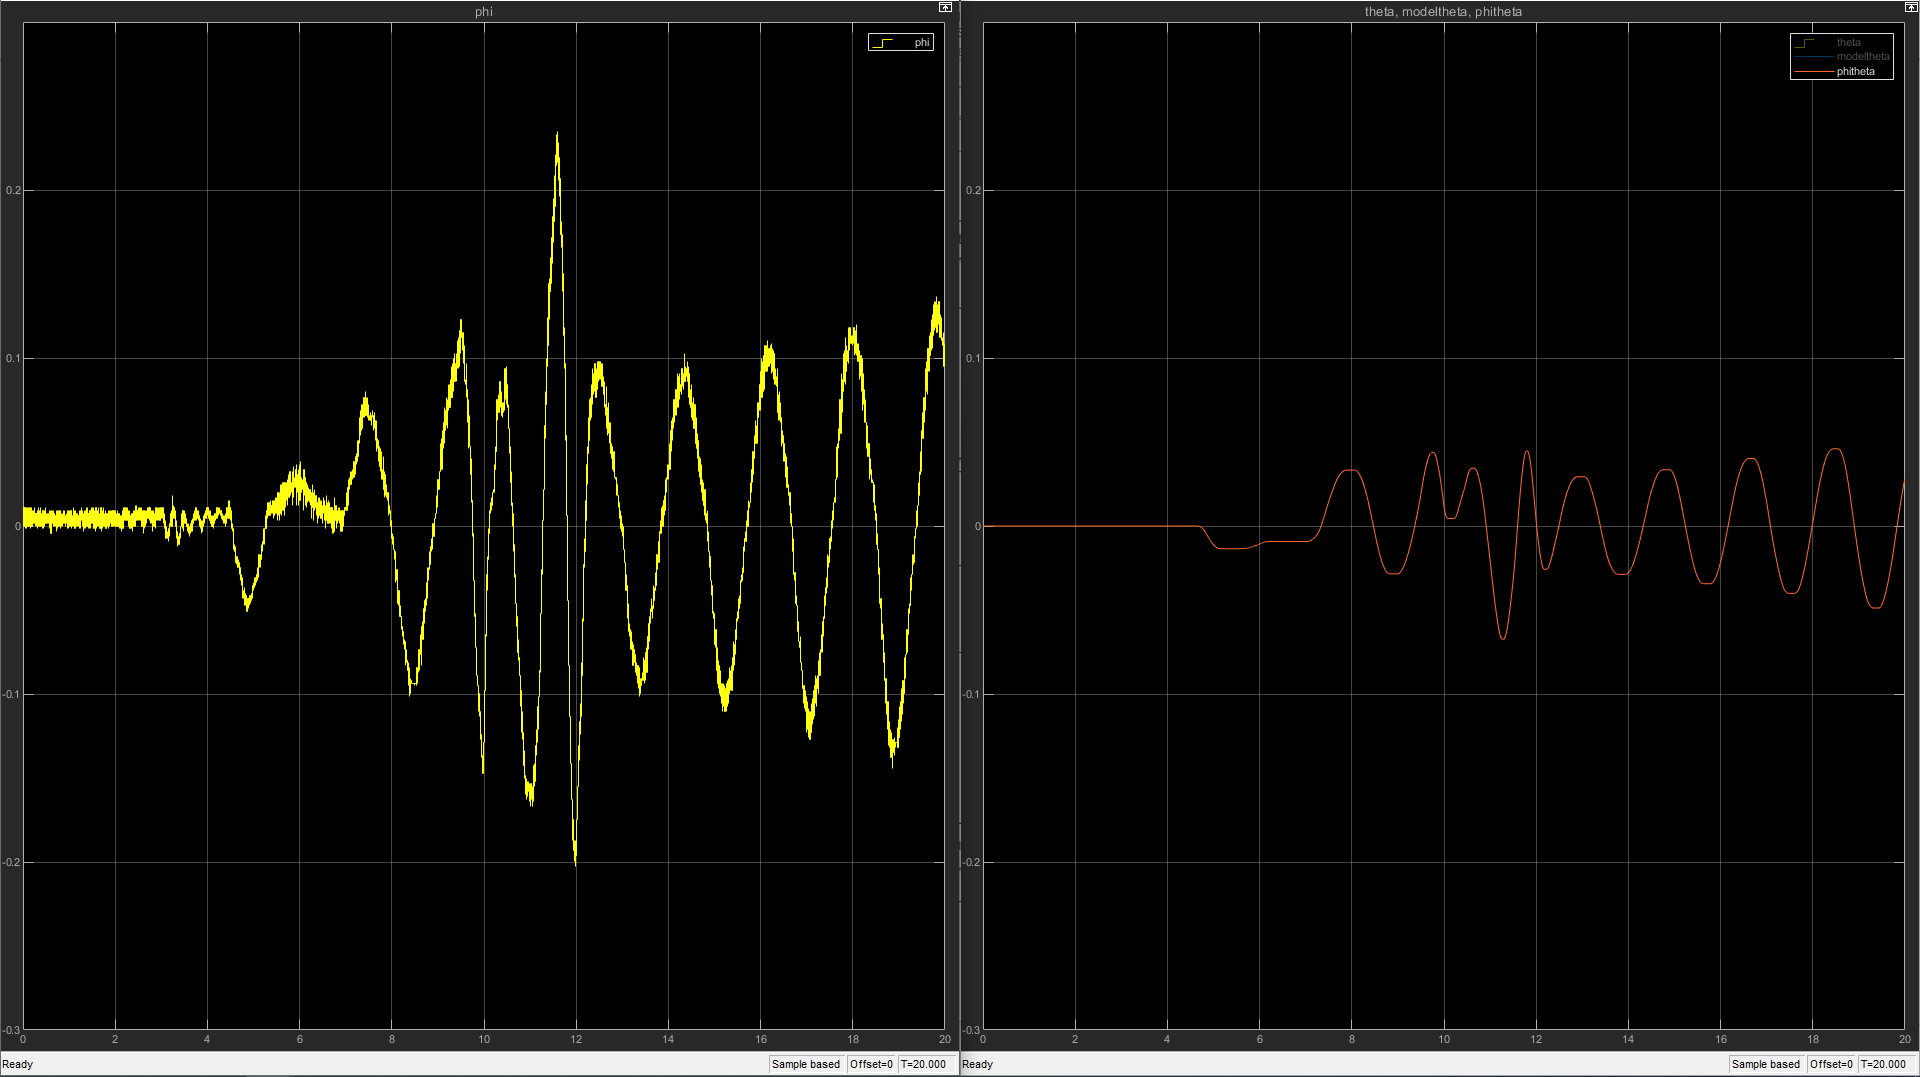 phi
phi
0.2
0.1
0
-0.1
-0.2
-0.3
0 2 4 6 8 10 12 14 16 18 20
Ready Sample based Offset=0 T=20.000
theta, modeltheta, phitheta
theta
modeltheta
phitheta
0.2
0.1
0
-0.1
-0.2
-0.3
0 2 4 6 8 10 12 14 16 18 20
Ready Sample based Offset=0 T=20.000